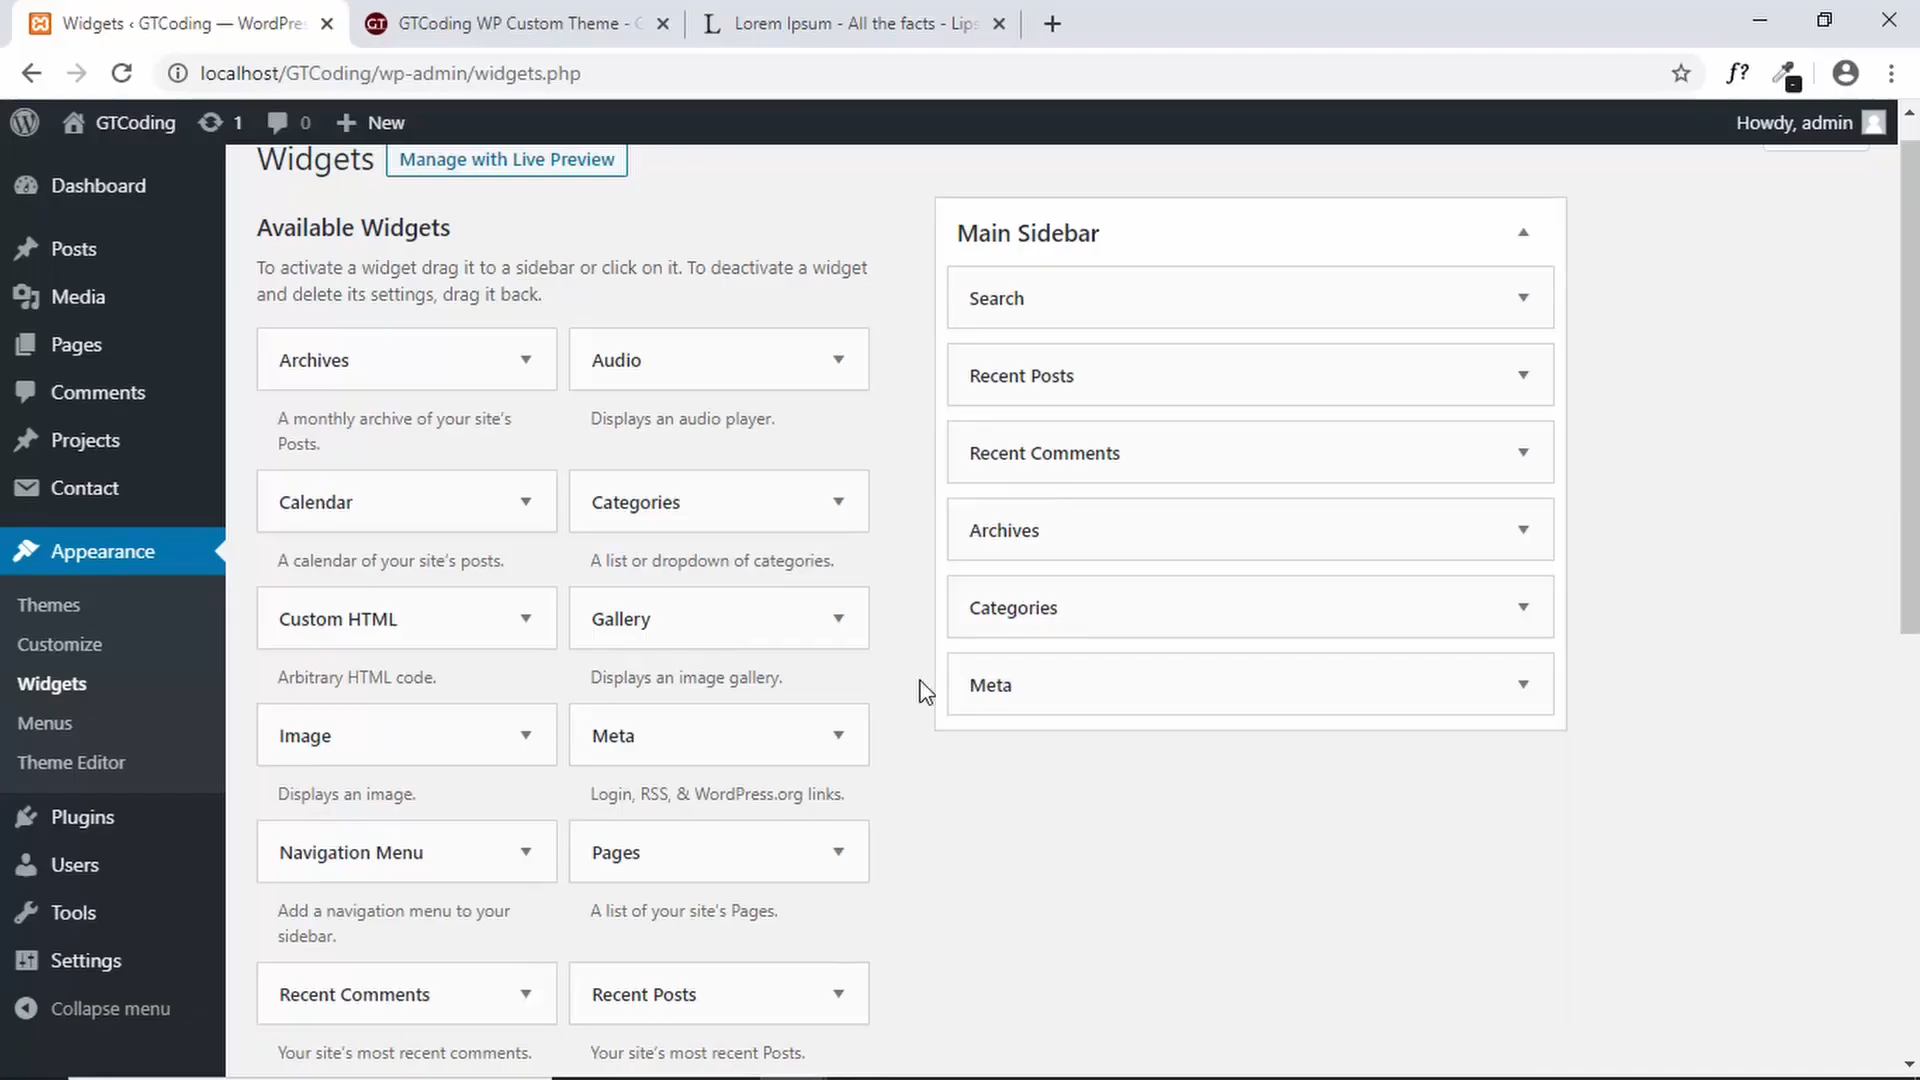 Widgets ‹ GTCoding — WordPre
GTCoding WP Custom Theme -
Lorem Ipsum - All the facts - Lip
localhost/GTCoding/wp-admin/widgets.php
f?
GTCoding
1
0
New
Howdy, admin
Dashboard
Posts
Media
Pages
Comments
Projects
Contact
Appearance
Themes
Customize
Widgets
Menus
Theme Editor
Plugins
Users
Tools
Settings
Collapse menu
Widgets
Manage with Live Preview
Available Widgets
To activate a widget drag it to a sidebar or click on it. To deactivate a widget
and delete its settings, drag it back.
Archives
A monthly archive of your site's
Posts.
Audio
Displays an audio player.
Calendar
A calendar of your site's posts.
Categories
A list or dropdown of categories.
Custom HTML
Arbitrary HTML code.
Gallery
Displays an image gallery.
Image
Displays an image.
Meta
Login, RSS, & WordPress.org links.
Navigation Menu
Add a navigation menu to your
sidebar.
Pages
A list of your site's Pages.
Recent Comments
Your site's most recent comments.
Recent Posts
Your site's most recent Posts.
Main Sidebar
Search
Recent Posts
Recent Comments
Archives
Categories
Meta